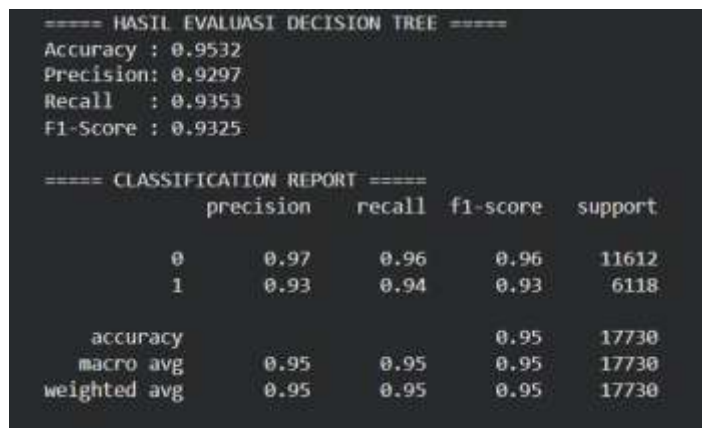 ===== HASIL EVALUASI DECISION TREE =====
Accuracy : 0.9532
Precision: 0.9297
Recall   : 0.9353
F1-Score : 0.9325
===== CLASSIFICATION REPORT =====
precision recall f1-score support
0 0.97 0.96 0.96 11612
1 0.93 0.94 0.93 6118
accuracy 0.95 17730
macro avg 0.95 0.95 0.95 17730
weighted avg 0.95 0.95 0.95 17730